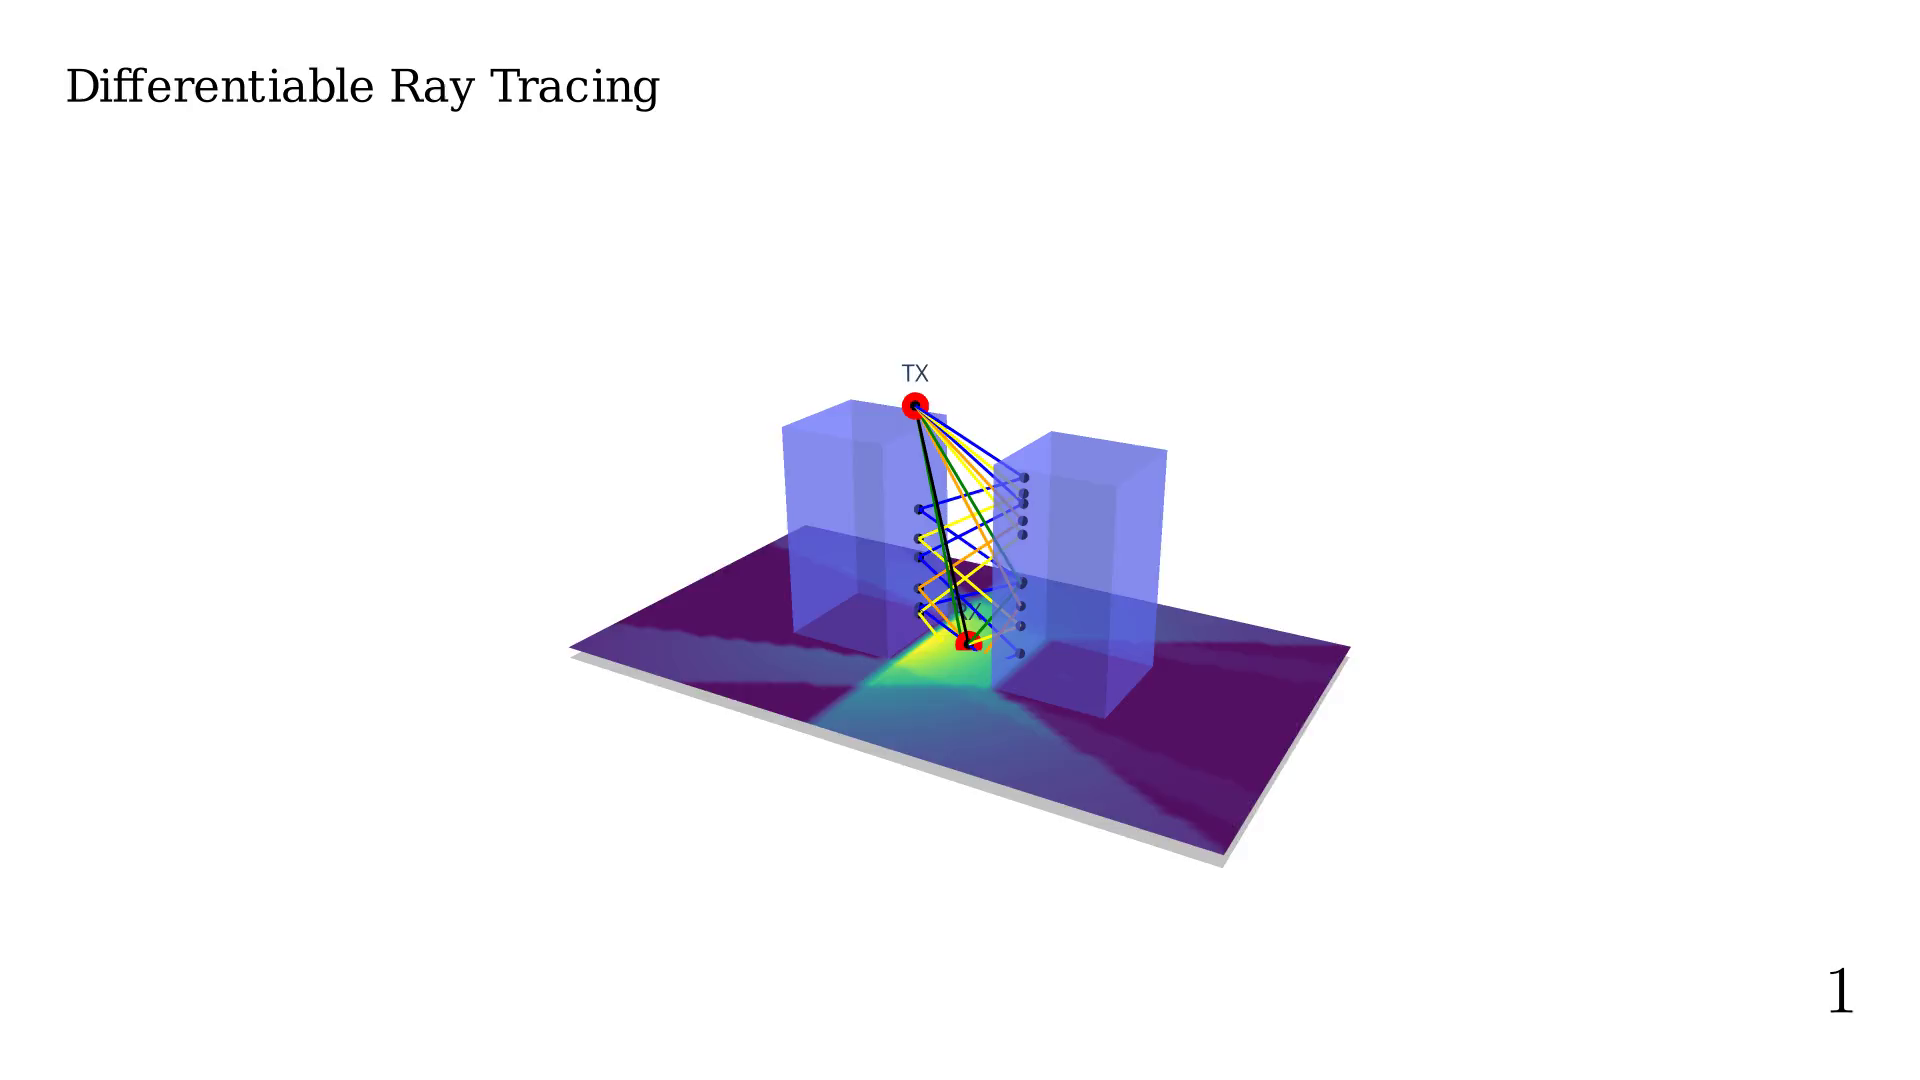 Differentiable Ray Tracing
TX
1